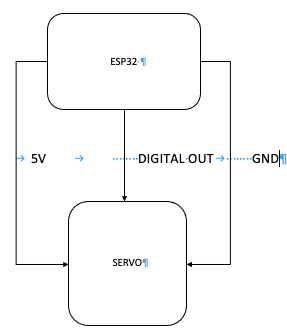 ESP32
5V DIGITAL OUT GND
SERVO